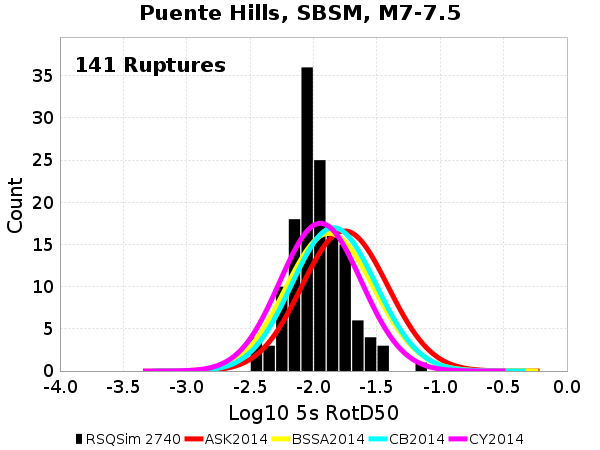 Puente Hills, SBSM, M7-7.5
141 Ruptures
Count
35
30
25
20
15
10
5
0
-4.0 -3.5 -3.0 -2.5 -2.0 -1.5 -1.0 -0.5 0.0
Log10 5s RotD50
RSQSim 2740 ASK2014 BSSA2014 CB2014 CY2014